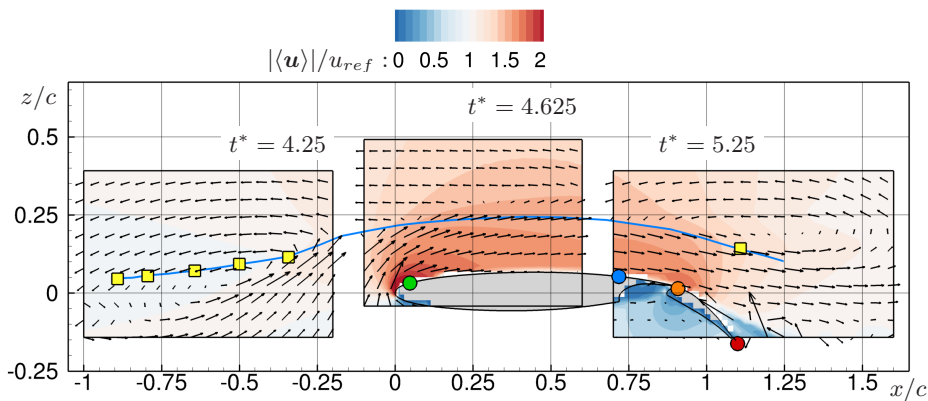 |⟨u⟩|/u_ref : 0 0.5 1 1.5 2
z/c
t* = 4.625
0.5
t* = 4.25
t* = 5.25
0.25
0
-0.25
-1 -0.75 -0.5 -0.25 0 0.25 0.5 0.75 1 1.25 1.5 x/c